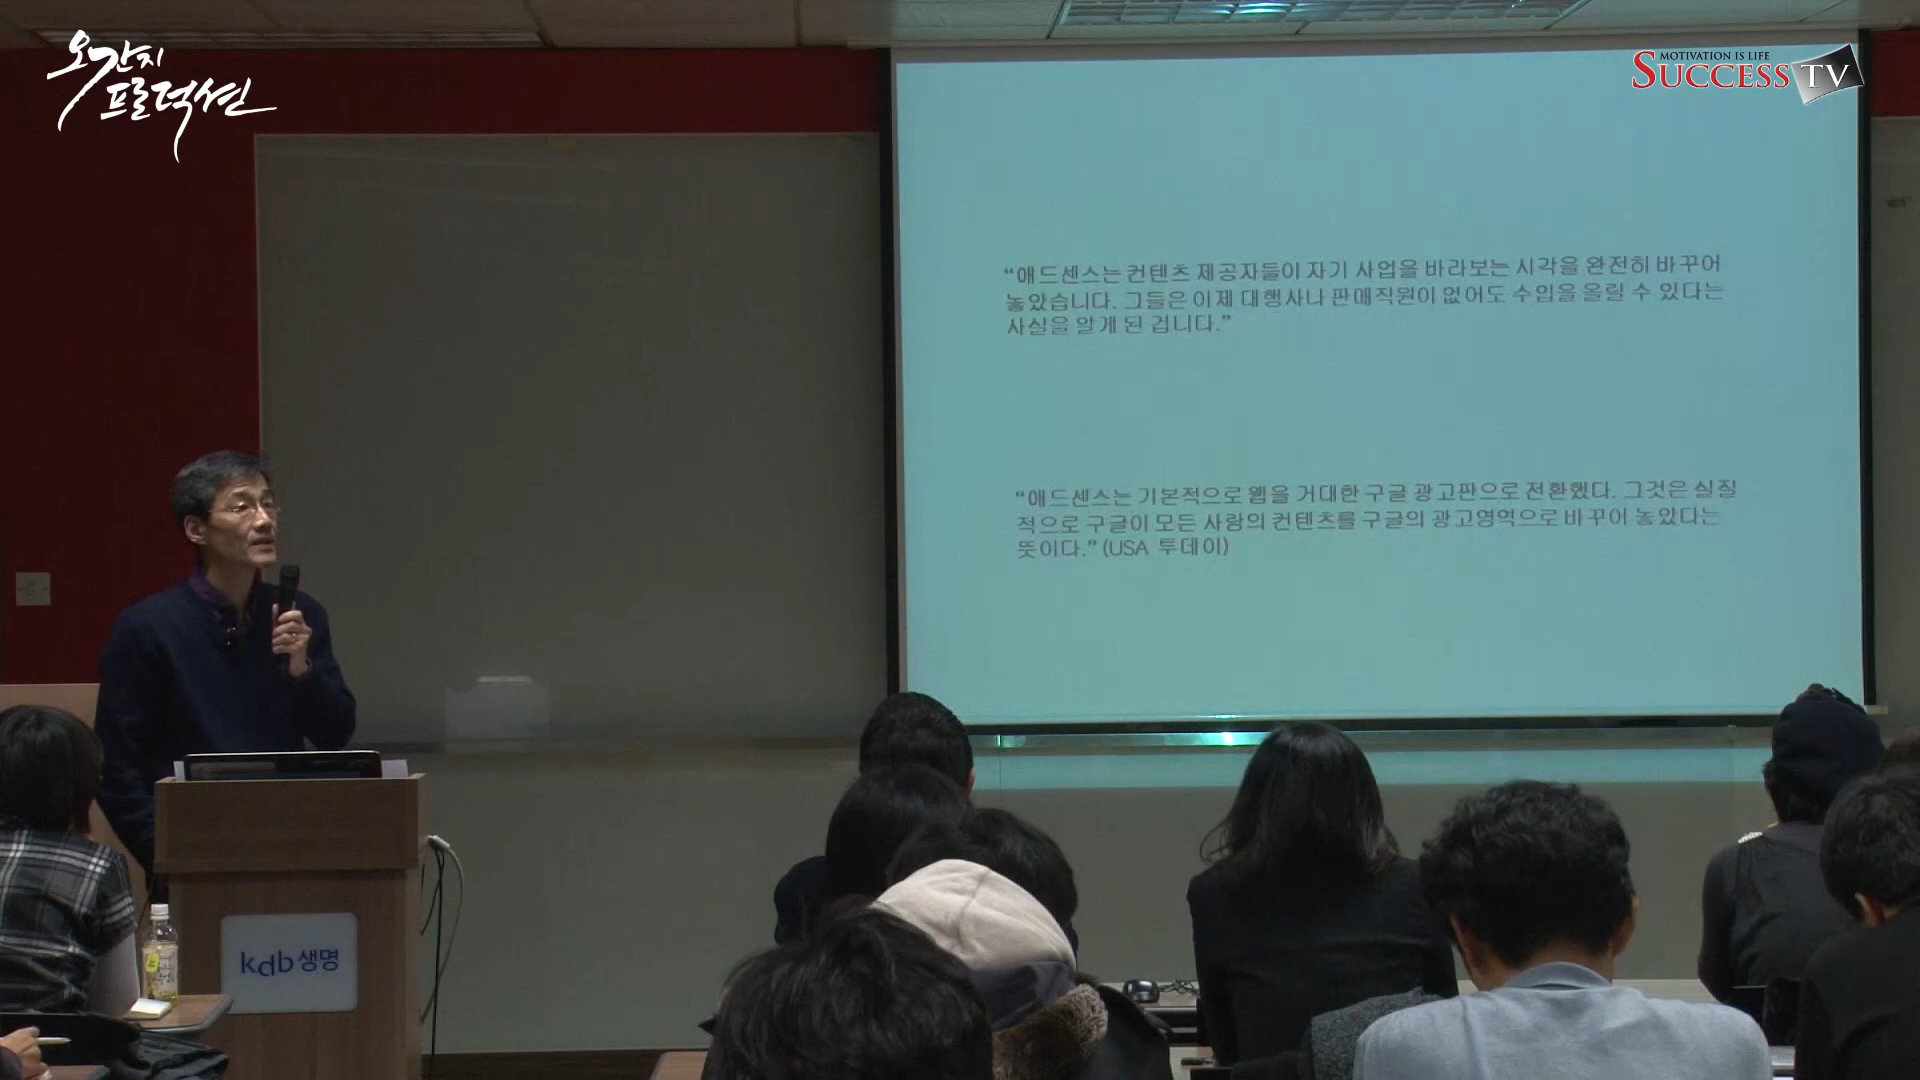 오간지
프로덕션
MOTIVATION IS LIFE
SUCCESS TV
“애드센스는 컨텐츠 제공자들이 자기 사업을 바라보는 시각을 완전히 바꾸어
놓았습니다. 그들은 이제 대행사나 판매직원이 없어도 수입을 올릴 수 있다는
사실을 알게 된 겁니다.”
“애드센스는 기본적으로 웹을 거대한 구글 광고판으로 전환했다. 그것은 실질
적으로 구글이 모든 사람의 컨텐츠를 구글의 광고영역으로 바꾸어 놓았다는
뜻이다.” (USA 투데이)
kdb생명